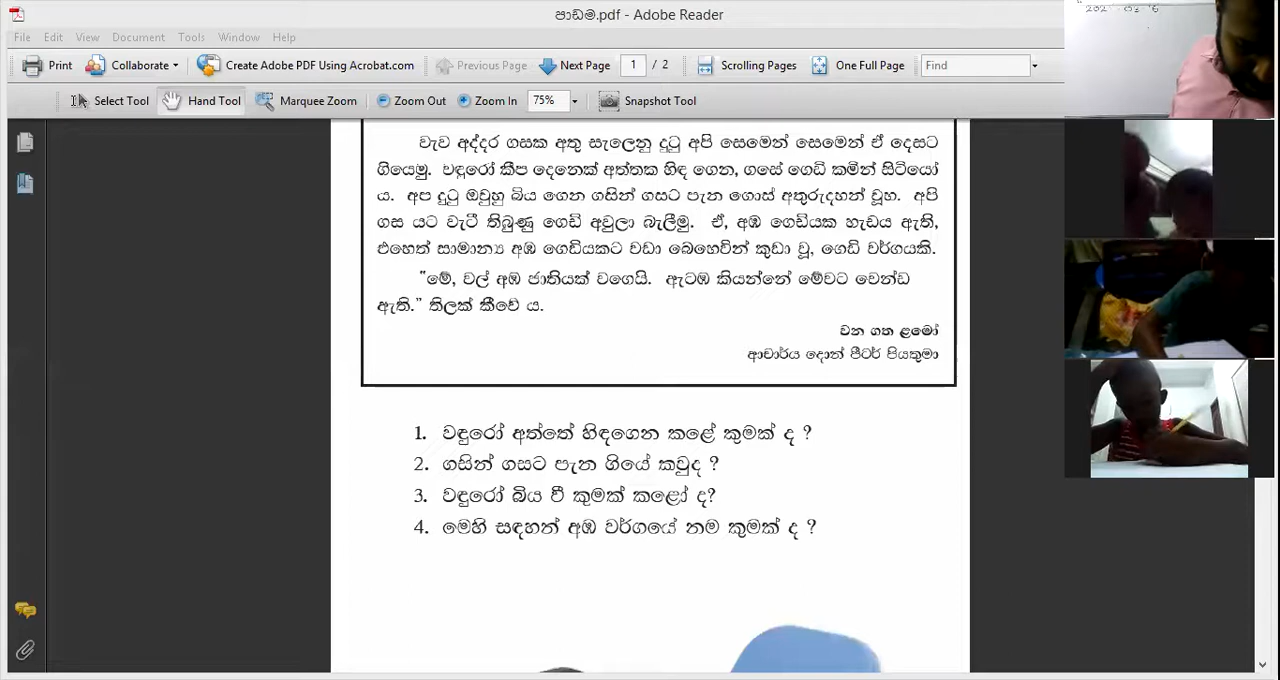 පාඩම.pdf - Adobe Reader
File Edit View Document Tools Window Help
Print Collaborate Create Adobe PDF Using Acrobat.com Previous Page Next Page 1 / 2 Scrolling Pages One Full Page Find
Select Tool Hand Tool Marquee Zoom Zoom Out Zoom In 75% Snapshot Tool
වැව අද්දර ගසක අතු සැලෙනු දුටු අපි සෙමෙන් සෙමෙන් ඒ දෙසට
ගියෙමු. වඳුරෝ කීප දෙනෙක් අත්තක හිඳ ගෙන, ගසේ ගෙඩි කමින් සිටියෝ
ය. අප දුටු ඔවුහු බිය ගෙන ගසින් ගසට පැන ගොස් අතුරුදහන් වූහ. අපි
ගස යට වැටී තිබුණු ගෙඩි අවුලා බැලීමු. ඒ, අඹ ගෙඩියක හැඩය ඇති,
එහෙත් සාමාන්‍ය අඹ ගෙඩියකට වඩා බෙහෙවින් කුඩා වූ, ගෙඩි වර්ගයකි.
“මේ, වල් අඹ ජාතියක් වගෙයි. ඇටඹ කියන්නේ මේවට වෙන්ඩ
ඇති.” තිලක් කීවේ ය.
වන ගත ළමෝ
ආචාර්ය දොන් පීටර් පියතුමා
1. වඳුරෝ අත්තේ හිඳගෙන කළේ කුමක් ද ?
2. ගසින් ගසට පැන ගියේ කවුද ?
3. වඳුරෝ බිය වී කුමක් කළෝ ද?
4. මෙහි සඳහන් අඹ වර්ගයේ නම කුමක් ද ?